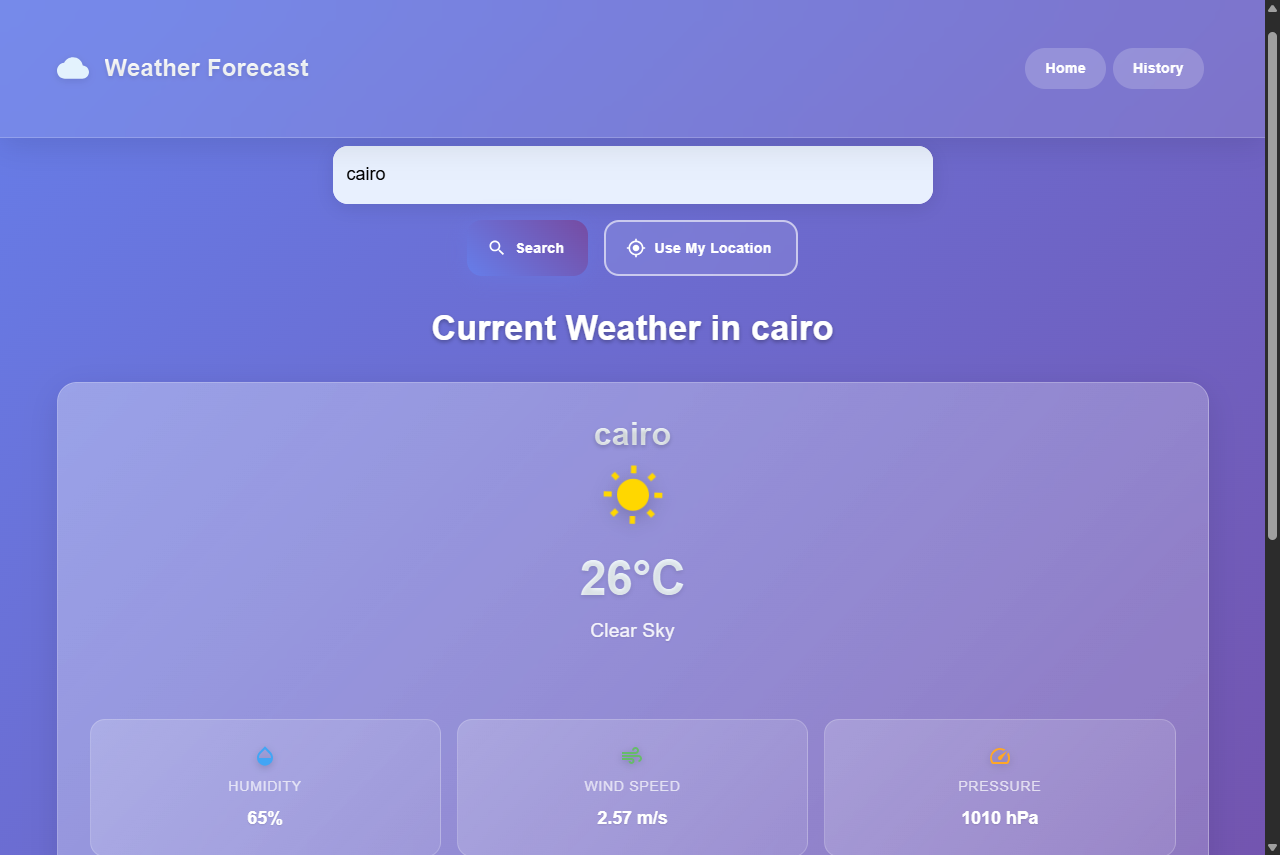 Weather Forecast
Home
History
cairo
Search
Use My Location
Current Weather in cairo
cairo
26°C
Clear Sky
HUMIDITY
65%
WIND SPEED
2.57 m/s
PRESSURE
1010 hPa